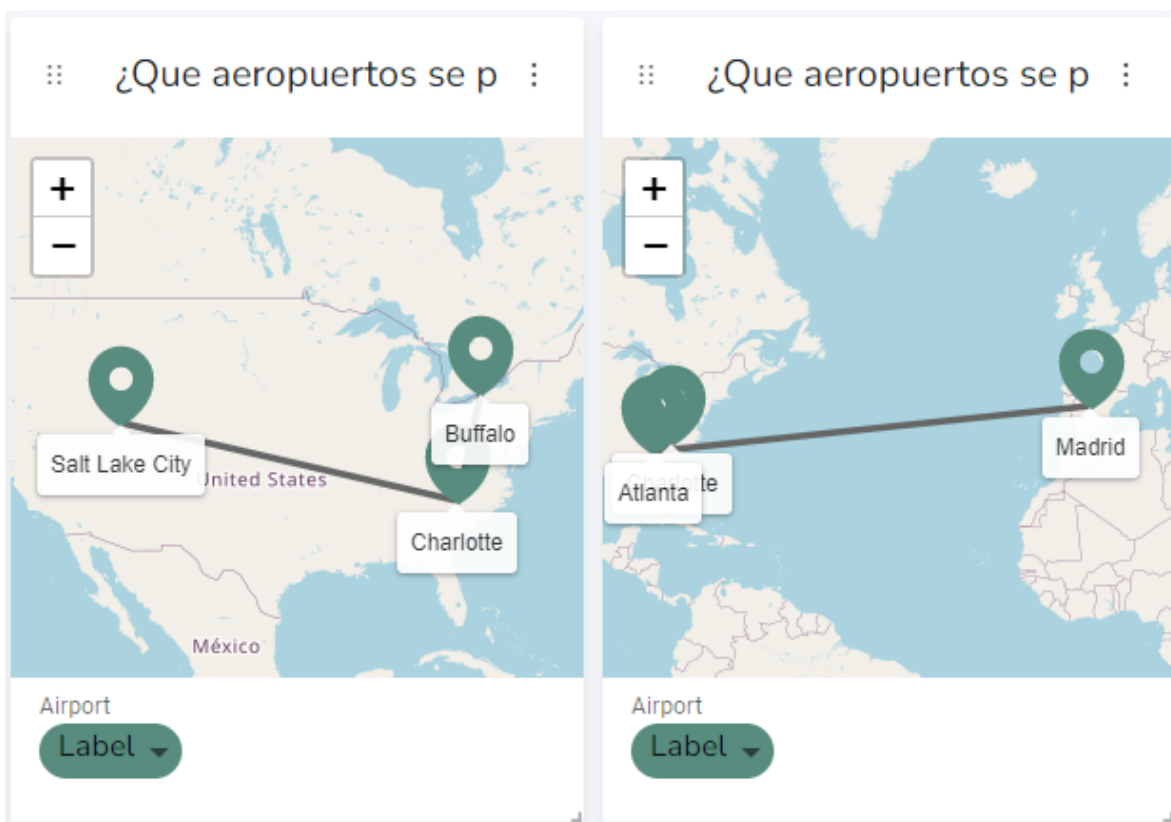 ¿Que aeropuertos se p
+
−
Salt Lake City
Buffalo
United States
Charlotte
México
Airport
Label
¿Que aeropuertos se p
+
−
Madrid
Charlotte
Atlanta
Airport
Label